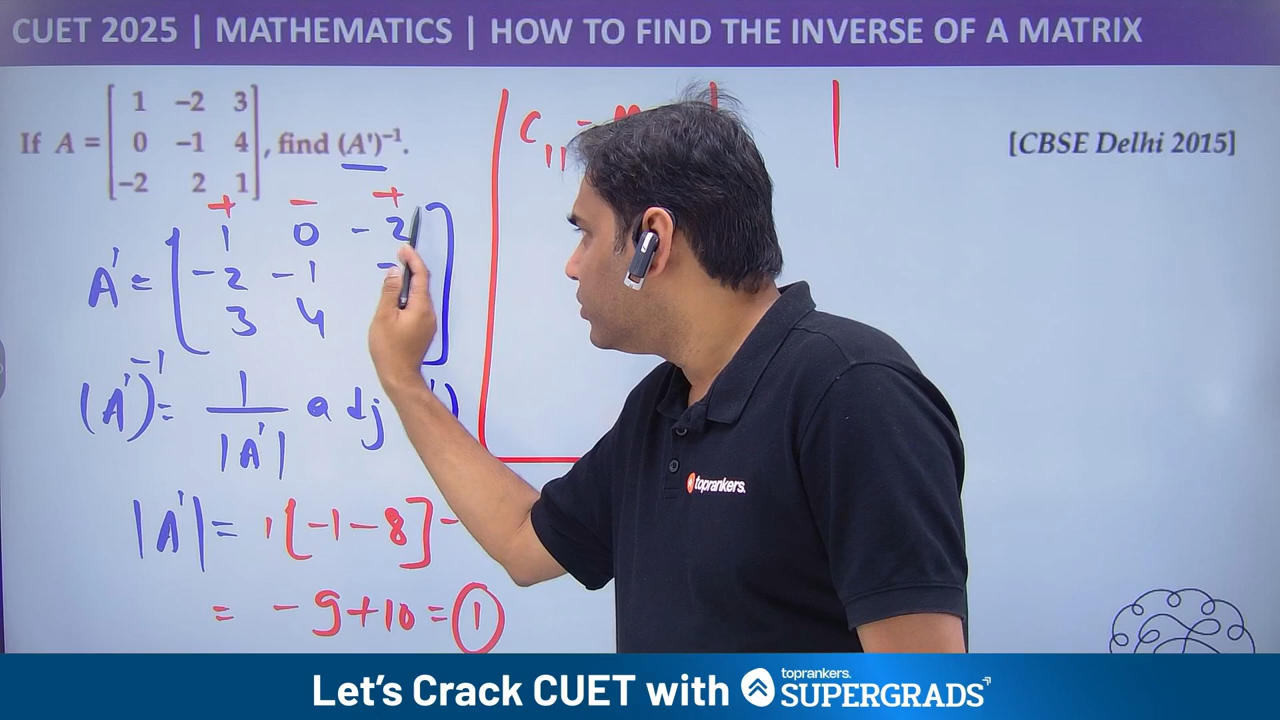 CUET 2025 | MATHEMATICS | HOW TO FIND THE INVERSE OF A MATRIX
If A = [1 −2 3
0 −1 4
−2 2 1], find (A')⁻¹.
[CBSE Delhi 2015]
+ − +
A' = [1 0 -2
-2 -1
3 4 ]
(A')⁻¹ = 1/|A'| adj
|A'| = 1[-1-8] -
= -9+10 = 1
C₁₁ =
toprankers.
Let's Crack CUET with toprankers. SUPERGRADS